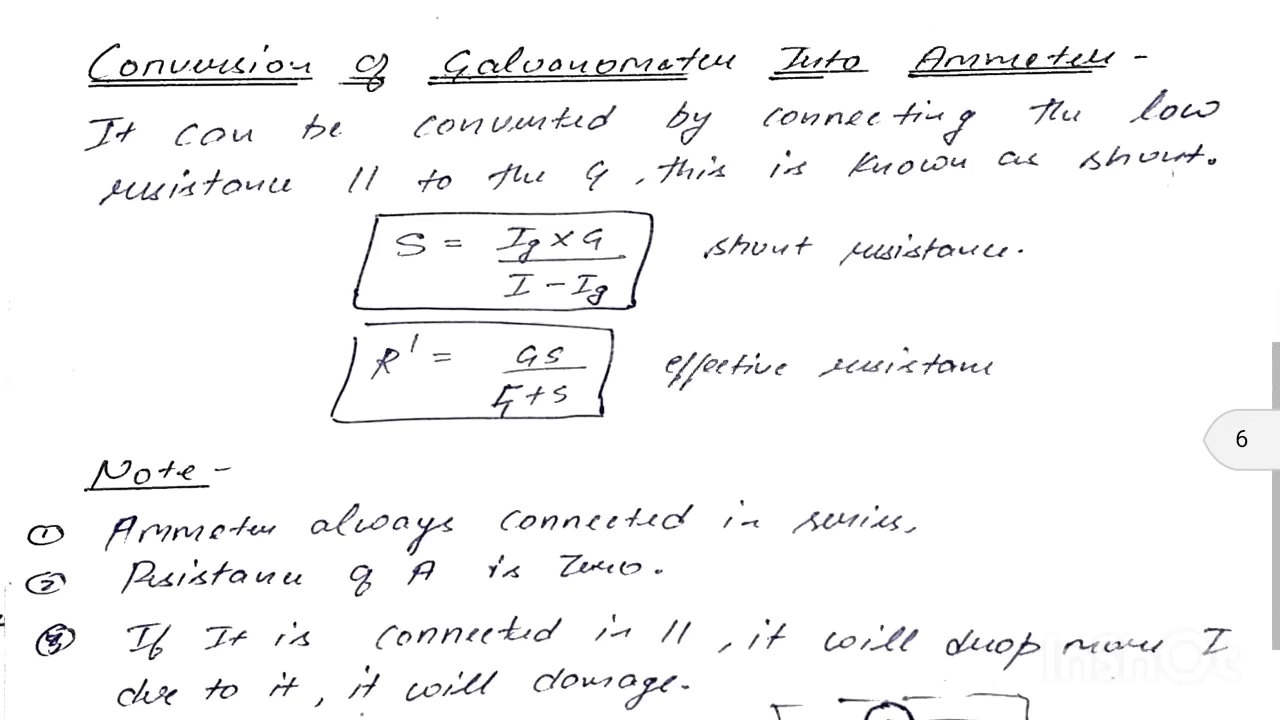 Conversion of Galvanometer Into Ammeter -
It can be converted by connecting the low
resistance || to the G, this is known as shunt.
S = Ig × G / I - Ig shunt resistance.
R' = GS / G + S effective resistance
Note -
① Ammeter always connected in series,
② Resistance of A is Zero.
③ If It is connected in ||, it will drop more I
due to it, it will damage.
6